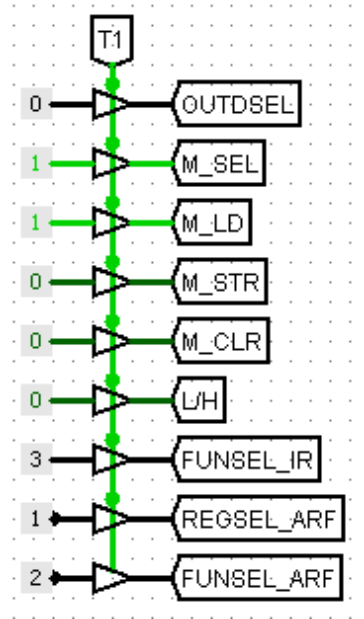 T1
0 OUTDSEL
1 M_SEL
1 M_LD
0 M_STR
0 M_CLR
0 L/H
3 FUNSEL_IR
1 REGSEL_ARF
2 FUNSEL_ARF